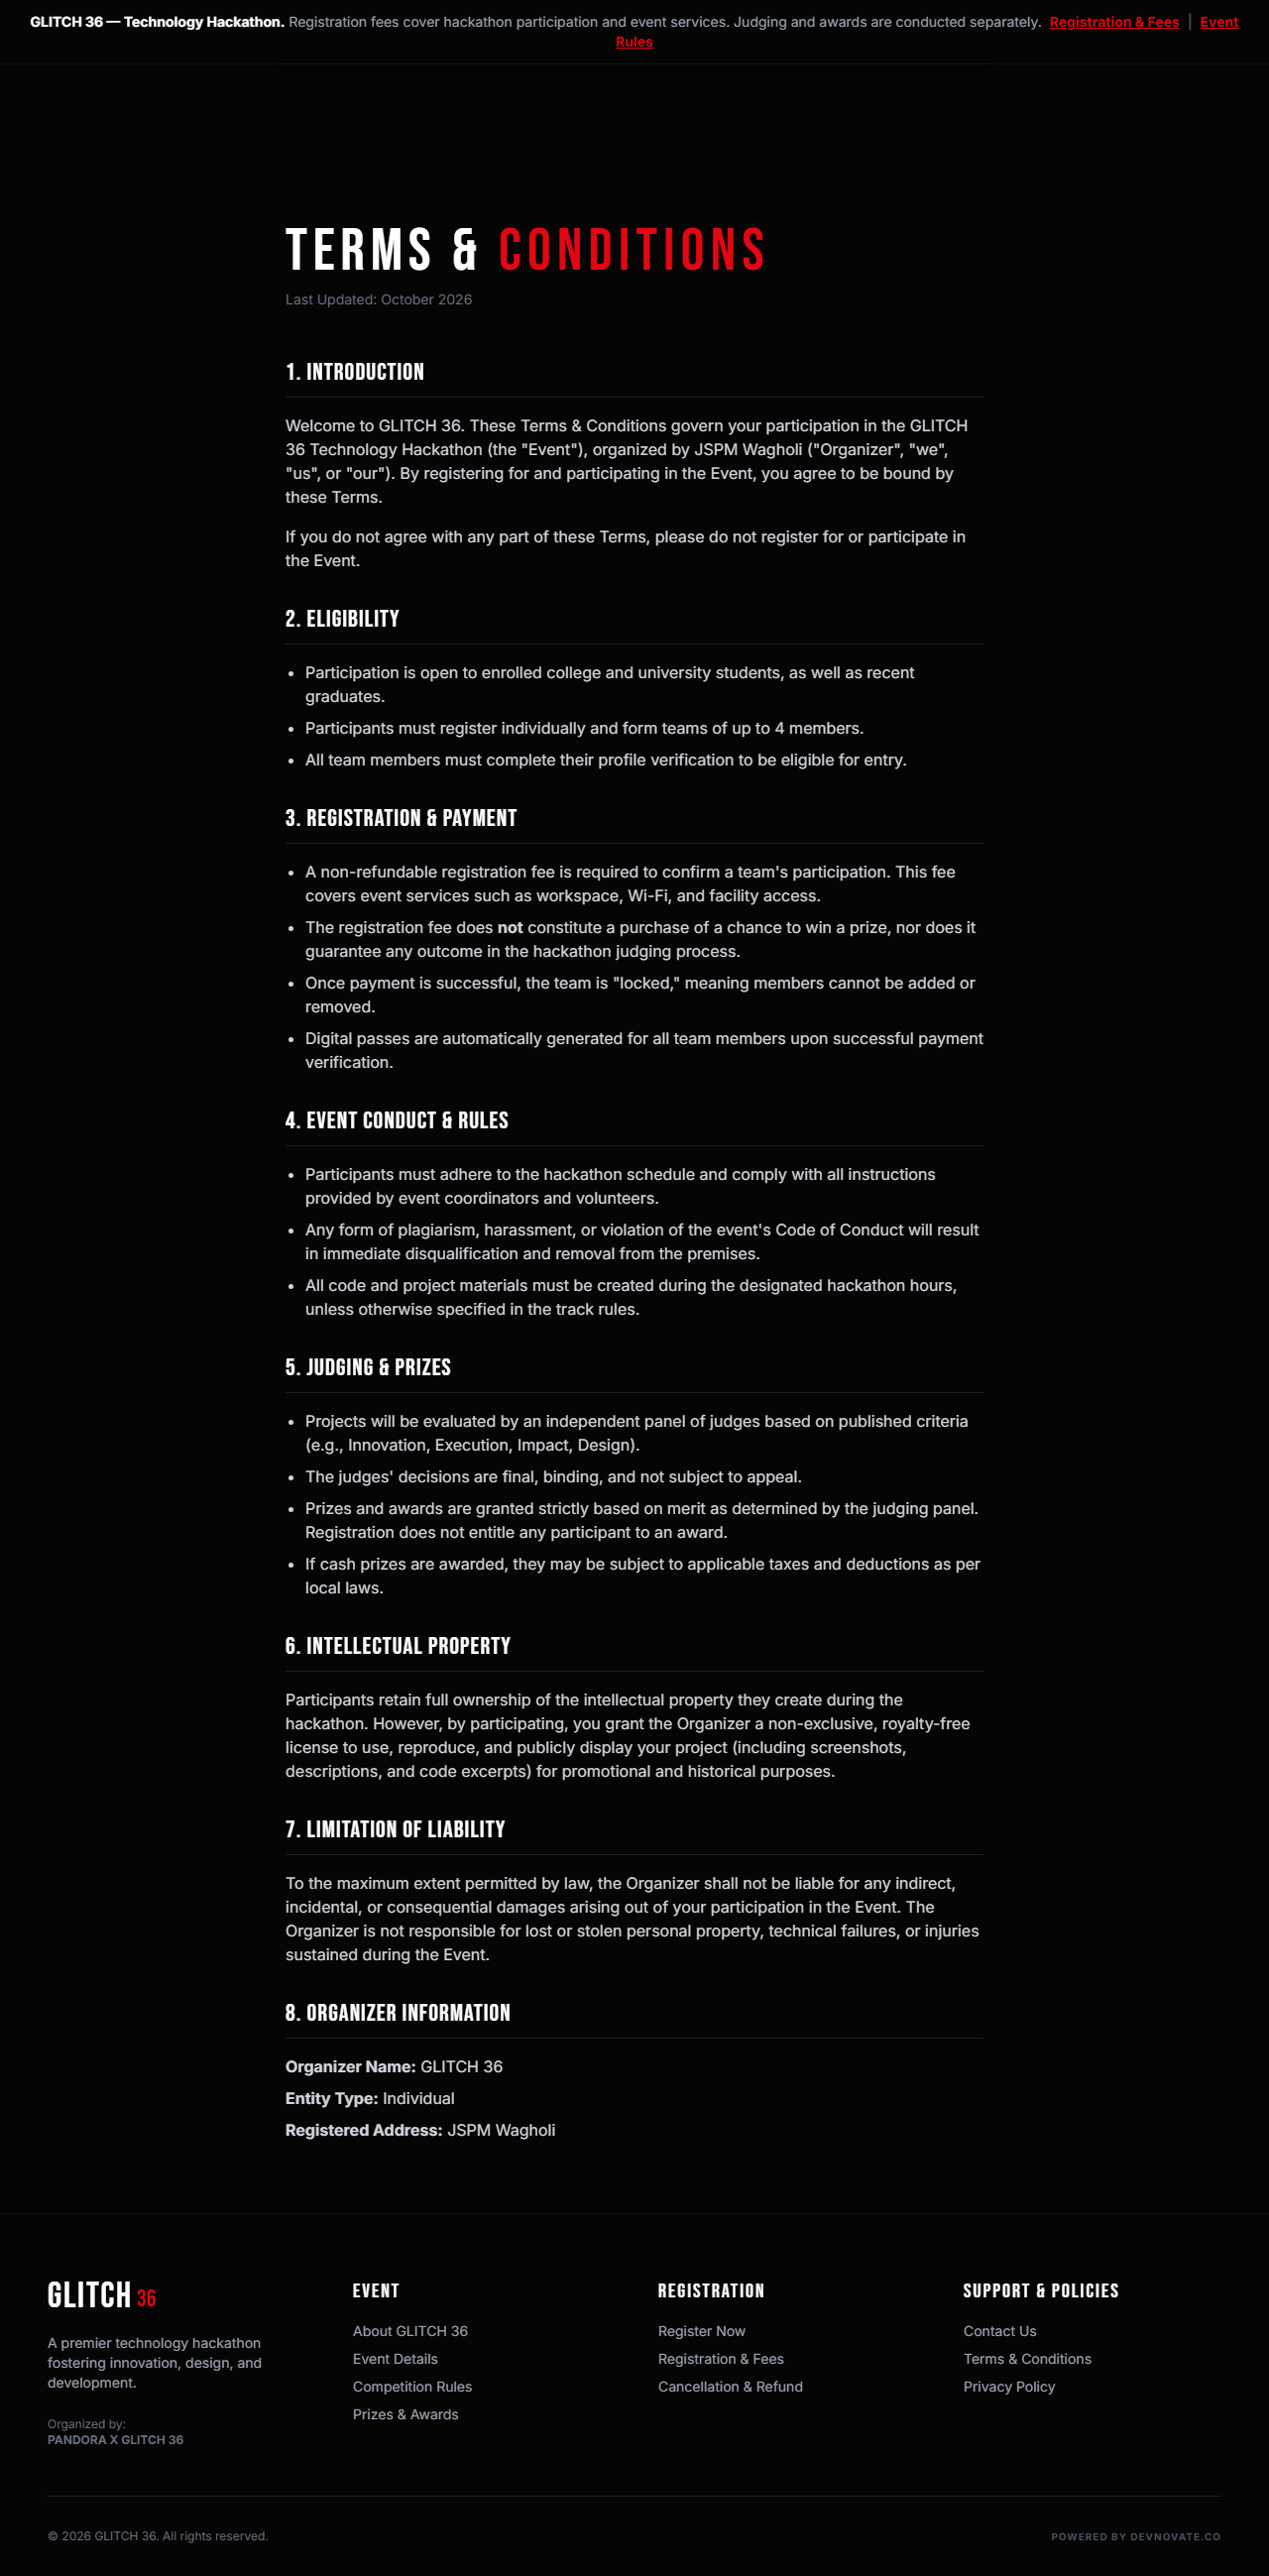 GLITCH 36 — Technology Hackathon. Registration fees cover hackathon participation and event services. Judging and awards are conducted separately. Registration & Fees | Event
Rules
TERMS & CONDITIONS
Last Updated: October 2026
1. INTRODUCTION
Welcome to GLITCH 36. These Terms & Conditions govern your participation in the GLITCH
36 Technology Hackathon (the "Event"), organized by JSPM Wagholi ("Organizer", "we",
"us", or "our"). By registering for and participating in the Event, you agree to be bound by
these Terms.
If you do not agree with any part of these Terms, please do not register for or participate in
the Event.
2. ELIGIBILITY
• Participation is open to enrolled college and university students, as well as recent
graduates.
• Participants must register individually and form teams of up to 4 members.
• All team members must complete their profile verification to be eligible for entry.
3. REGISTRATION & PAYMENT
• A non-refundable registration fee is required to confirm a team's participation. This fee
covers event services such as workspace, Wi-Fi, and facility access.
• The registration fee does not constitute a purchase of a chance to win a prize, nor does it
guarantee any outcome in the hackathon judging process.
• Once payment is successful, the team is "locked," meaning members cannot be added or
removed.
• Digital passes are automatically generated for all team members upon successful payment
verification.
4. EVENT CONDUCT & RULES
• Participants must adhere to the hackathon schedule and comply with all instructions
provided by event coordinators and volunteers.
• Any form of plagiarism, harassment, or violation of the event's Code of Conduct will result
in immediate disqualification and removal from the premises.
• All code and project materials must be created during the designated hackathon hours,
unless otherwise specified in the track rules.
5. JUDGING & PRIZES
• Projects will be evaluated by an independent panel of judges based on published criteria
(e.g., Innovation, Execution, Impact, Design).
• The judges' decisions are final, binding, and not subject to appeal.
• Prizes and awards are granted strictly based on merit as determined by the judging panel.
Registration does not entitle any participant to an award.
• If cash prizes are awarded, they may be subject to applicable taxes and deductions as per
local laws.
6. INTELLECTUAL PROPERTY
Participants retain full ownership of the intellectual property they create during the
hackathon. However, by participating, you grant the Organizer a non-exclusive, royalty-free
license to use, reproduce, and publicly display your project (including screenshots,
descriptions, and code excerpts) for promotional and historical purposes.
7. LIMITATION OF LIABILITY
To the maximum extent permitted by law, the Organizer shall not be liable for any indirect,
incidental, or consequential damages arising out of your participation in the Event. The
Organizer is not responsible for lost or stolen personal property, technical failures, or injuries
sustained during the Event.
8. ORGANIZER INFORMATION
Organizer Name: GLITCH 36
Entity Type: Individual
Registered Address: JSPM Wagholi
GLITCH 36
A premier technology hackathon
fostering innovation, design, and
development.
Organized by:
PANDORA X GLITCH 36
EVENT
About GLITCH 36
Event Details
Competition Rules
Prizes & Awards
REGISTRATION
Register Now
Registration & Fees
Cancellation & Refund
SUPPORT & POLICIES
Contact Us
Terms & Conditions
Privacy Policy
© 2026 GLITCH 36. All rights reserved.
POWERED BY DEVNOVATE.CO